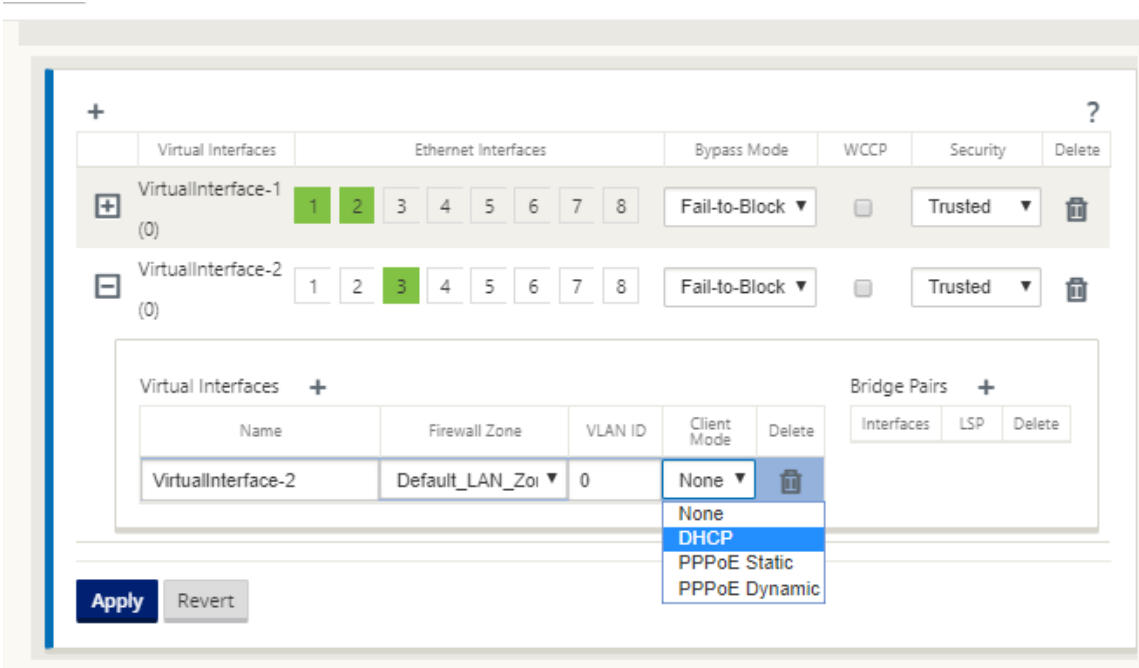 + ?
Virtual Interfaces Ethernet Interfaces Bypass Mode WCCP Security Delete
VirtualInterface-1
(0)
1 2 3 4 5 6 7 8 Fail-to-Block ▼ Trusted ▼
VirtualInterface-2
(0)
1 2 3 4 5 6 7 8 Fail-to-Block ▼ Trusted ▼
Virtual Interfaces + Bridge Pairs +
Name Firewall Zone VLAN ID Client Mode Delete Interfaces LSP Delete
VirtualInterface-2 Default_LAN_Zo ▼ 0 None ▼
None
DHCP
PPPoE Static
PPPoE Dynamic
Apply Revert